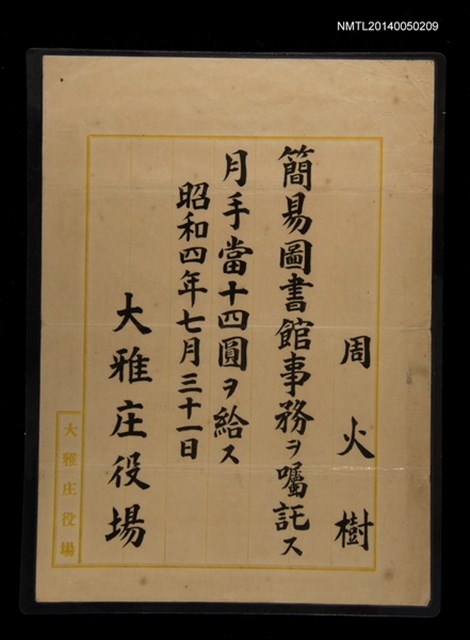 NMTL20140050209
周火樹
簡易圖書館事務ヲ囑託ス
月手當十四圓ヲ給ス
昭和四年七月三十一日
大雅庄役場
大雅庄役場